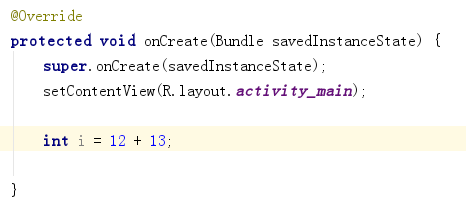 @Override
protected void onCreate(Bundle savedInstanceState) {
super.onCreate(savedInstanceState);
setContentView(R.layout.activity_main);
int i = 12 + 13;
}